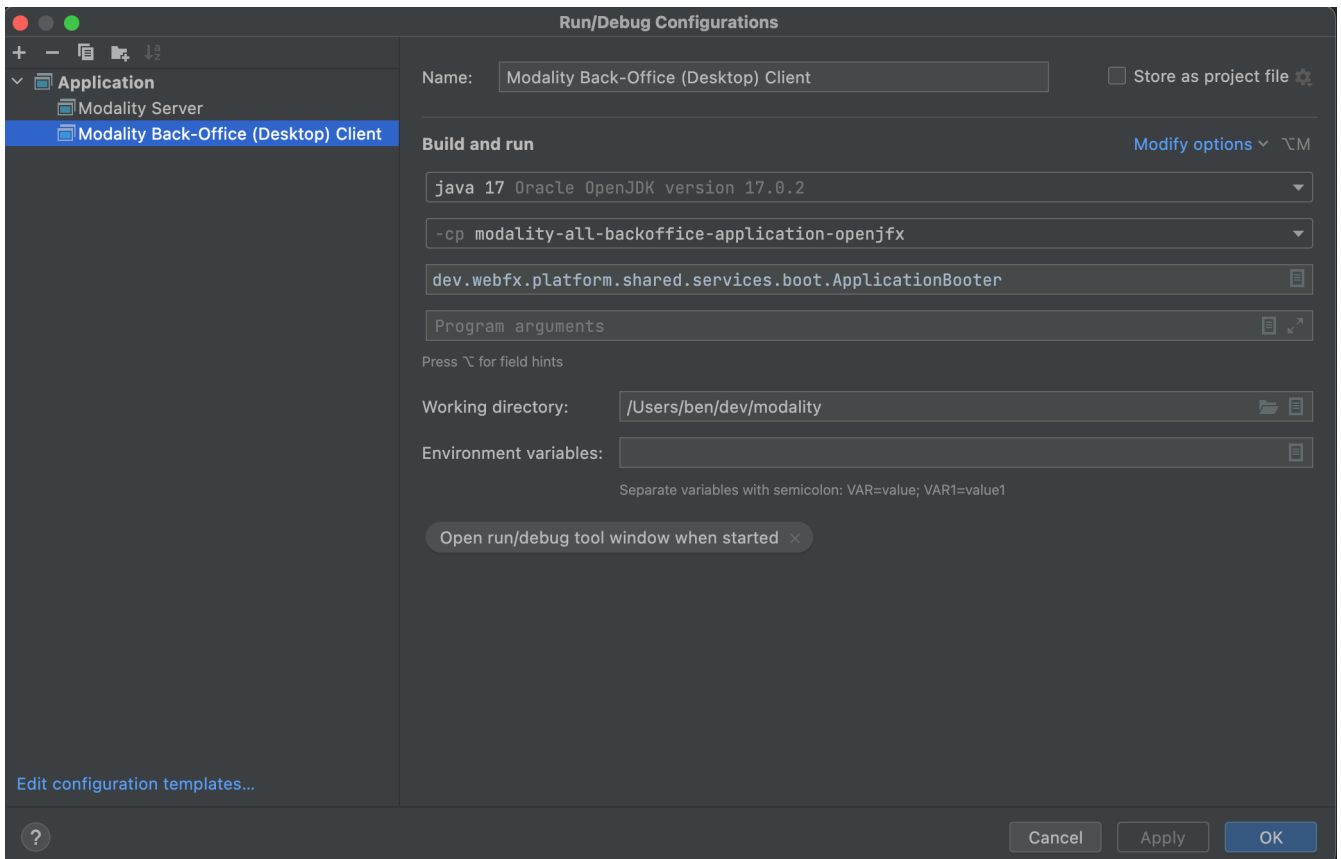 Run/Debug Configurations
Application
Modality Server
Modality Back-Office (Desktop) Client
Edit configuration templates...
?
Name: Modality Back-Office (Desktop) Client Store as project file
Build and run Modify options ⌥M
java 17 Oracle OpenJDK version 17.0.2
-cp modality-all-backoffice-application-openjfx
dev.webfx.platform.shared.services.boot.ApplicationBooter
Program arguments
Press ⌥ for field hints
Working directory: /Users/ben/dev/modality
Environment variables:
Separate variables with semicolon: VAR=value; VAR1=value1
Open run/debug tool window when started ×
Cancel Apply OK